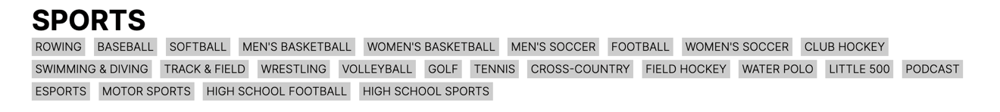 SPORTS
ROWING BASEBALL SOFTBALL MEN'S BASKETBALL WOMEN'S BASKETBALL MEN'S SOCCER FOOTBALL WOMEN'S SOCCER CLUB HOCKEY
SWIMMING & DIVING TRACK & FIELD WRESTLING VOLLEYBALL GOLF TENNIS CROSS-COUNTRY FIELD HOCKEY WATER POLO LITTLE 500 PODCAST
ESPORTS MOTOR SPORTS HIGH SCHOOL FOOTBALL HIGH SCHOOL SPORTS